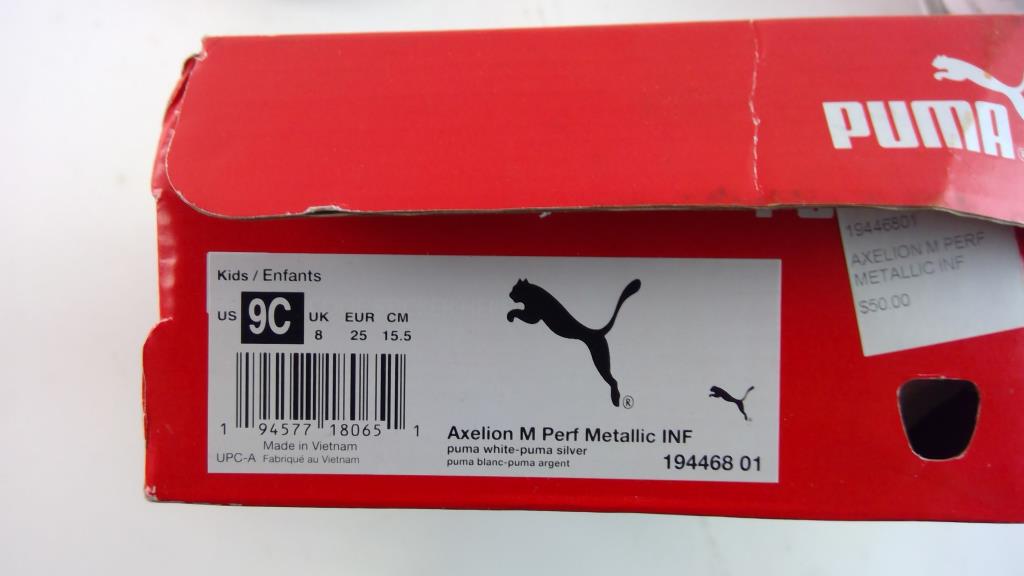 PUMA
19446801
AXELION M PERF
METALLIC INF
$50.00
Kids / Enfants
US 9C UK EUR CM
8 25 15.5
1 94577 18065 1
Made in Vietnam
UPC-A Fabriqué au Vietnam
®
Axelion M Perf Metallic INF
puma white-puma silver
puma blanc-puma argent
194468 01